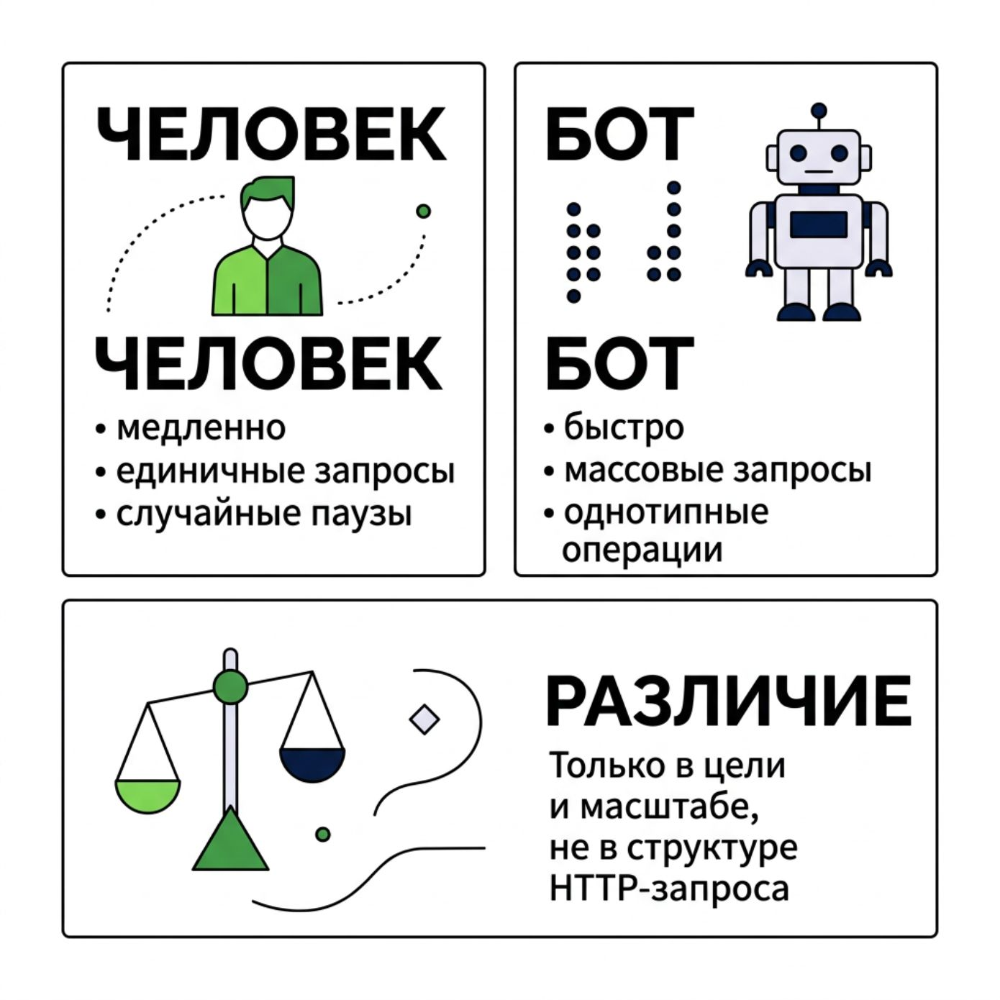 ЧЕЛОВЕК
ЧЕЛОВЕК
• медленно
• единичные запросы
• случайные паузы
БОТ
БОТ
• быстро
• массовые запросы
• однотипные
операции
РАЗЛИЧИЕ
Только в цели
и масштабе,
не в структуре
HTTP-запроса